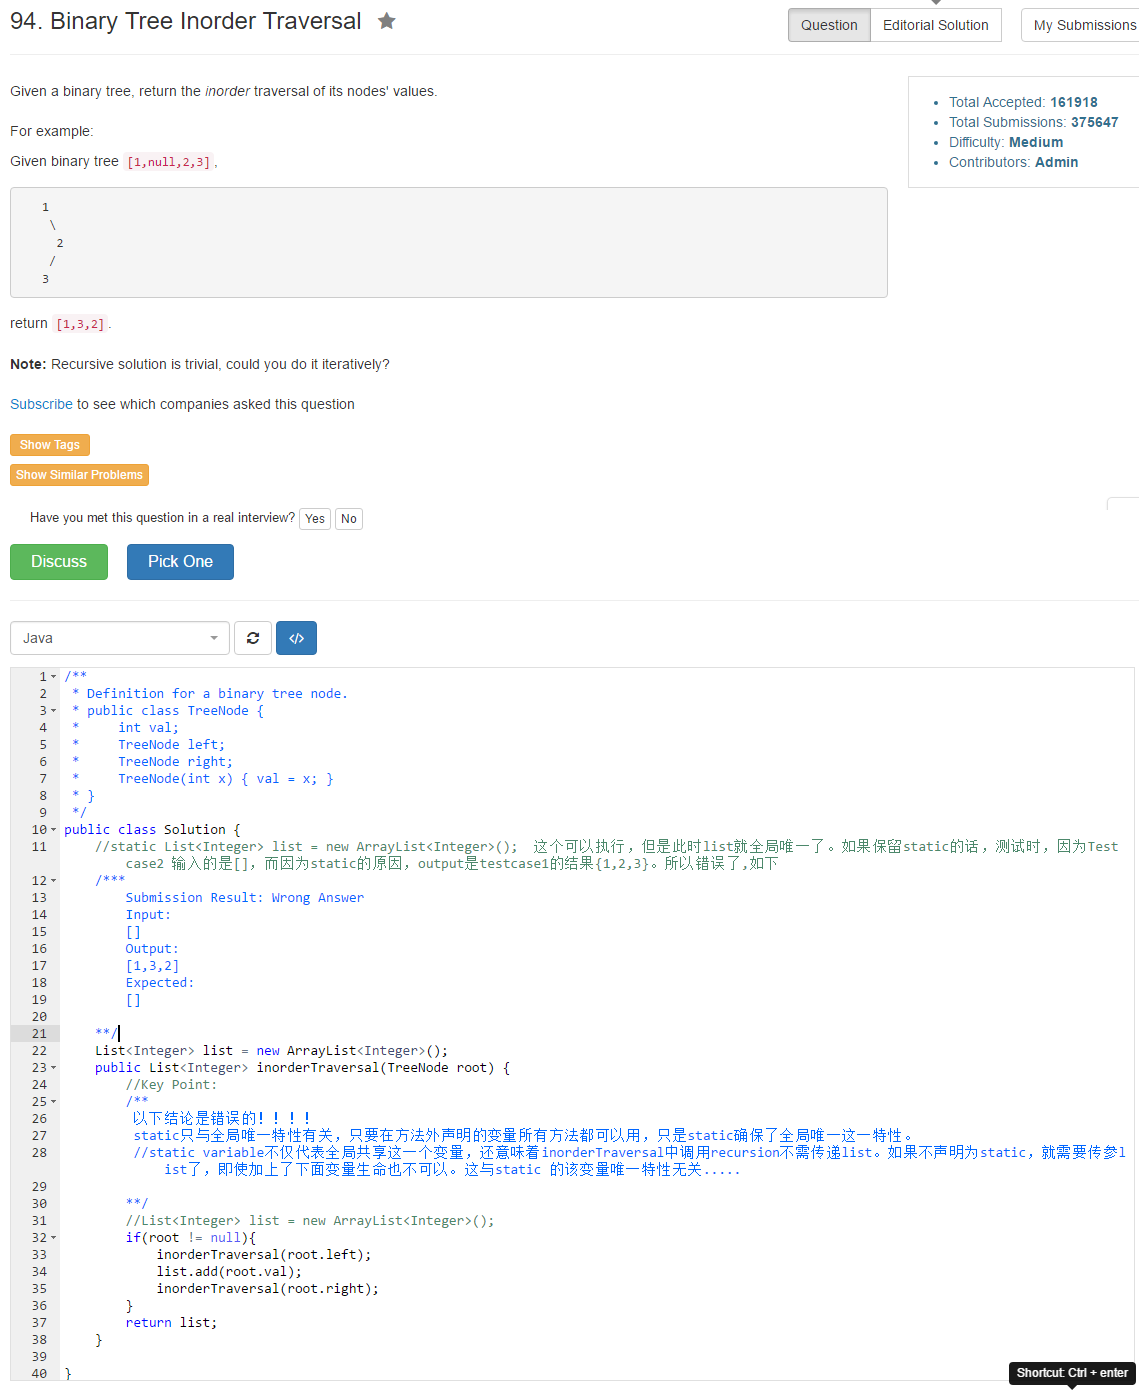 94. Binary Tree Inorder Traversal ★
Question
Editorial Solution
My Submissions
Given a binary tree, return the inorder traversal of its nodes' values.
For example:
Given binary tree [1,null,2,3],
1
\
2
/
3
return [1,3,2].
Note: Recursive solution is trivial, could you do it iteratively?
Subscribe to see which companies asked this question
Show Tags
Show Similar Problems
Have you met this question in a real interview? Yes No
Discuss
Pick One
Total Accepted: 161918
Total Submissions: 375647
Difficulty: Medium
Contributors: Admin
Java
</>
1 /**
2  * Definition for a binary tree node.
3  * public class TreeNode {
4  *     int val;
5  *     TreeNode left;
6  *     TreeNode right;
7  *     TreeNode(int x) { val = x; }
8  * }
9  */
10 public class Solution {
11     //static List<Integer> list = new ArrayList<Integer>();  这个可以执行，但是此时list就全局唯一了。如果保留static的话，测试时，因为Test
case2 输入的是[]，而因为static的原因，output是testcase1的结果{1,2,3}。所以错误了,如下
12     /***
13         Submission Result: Wrong Answer
14         Input:
15         []
16         Output:
17         [1,3,2]
18         Expected:
19         []
20
21     **/
22     List<Integer> list = new ArrayList<Integer>();
23     public List<Integer> inorderTraversal(TreeNode root) {
24         //Key Point:
25         /**
26          以下结论是错误的！！！！
27          static只与全局唯一特性有关，只要在方法外声明的变量所有方法都可以用，只是static确保了全局唯一这一特性。
28          //static variable不仅代表全局共享这一个变量，还意味着inorderTraversal中调用recursion不需传递list。如果不声明为static，就需要传参l
ist了，即使加上了下面变量生命也不可以。这与static 的该变量唯一特性无关.....
29
30         **/
31         //List<Integer> list = new ArrayList<Integer>();
32         if(root != null){
33             inorderTraversal(root.left);
34             list.add(root.val);
35             inorderTraversal(root.right);
36         }
37         return list;
38     }
39
40 }
Shortcut: Ctrl + enter